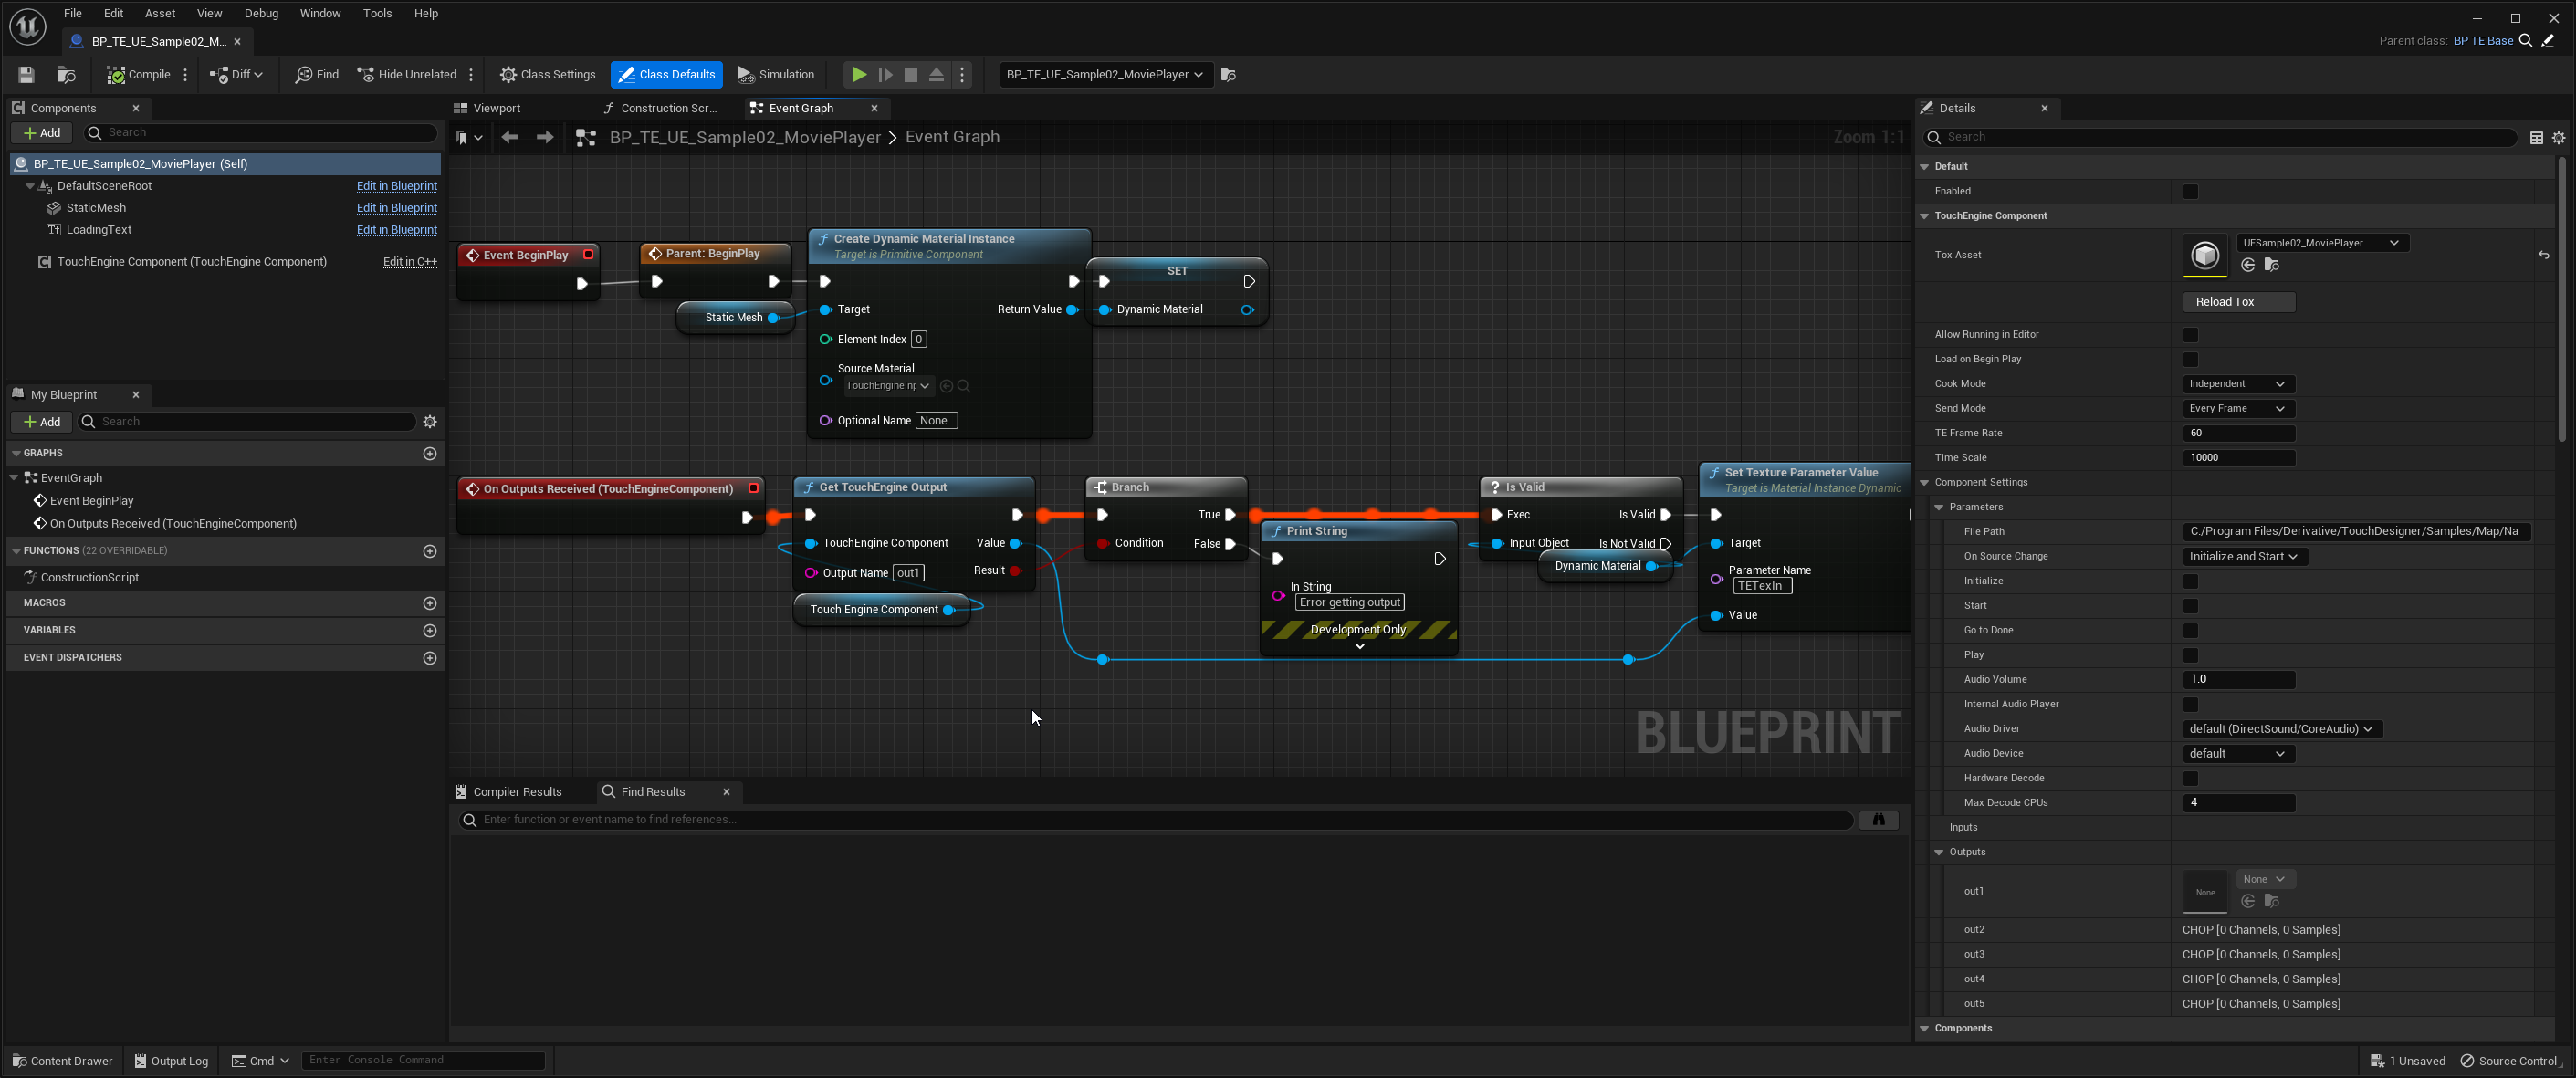 File Edit Asset View Debug Window Tools Help
BP_TE_UE_Sample02_M...
Parent class: BP TE Base
Compile Diff Find Hide Unrelated Class Settings Class Defaults Simulation BP_TE_UE_Sample02_MoviePlayer
Components
Add Search
BP_TE_UE_Sample02_MoviePlayer (Self)
DefaultSceneRoot Edit in Blueprint
StaticMesh Edit in Blueprint
LoadingText Edit in Blueprint
TouchEngine Component (TouchEngine Component) Edit in C++
My Blueprint
Add Search
GRAPHS
EventGraph
Event BeginPlay
On Outputs Received (TouchEngineComponent)
FUNCTIONS (22 OVERRIDABLE)
ConstructionScript
MACROS
VARIABLES
EVENT DISPATCHERS
Viewport Construction Scr... Event Graph
BP_TE_UE_Sample02_MoviePlayer > Event Graph
Zoom 1:1
Event BeginPlay
Parent: BeginPlay
Static Mesh
Create Dynamic Material Instance
Target is Primitive Component
Target Return Value
Element Index 0
Source Material
TouchEngineInp
Optional Name None
SET
Dynamic Material
On Outputs Received (TouchEngineComponent)
Get TouchEngine Output
TouchEngine Component Value
Output Name out1 Result
Touch Engine Component
Branch
True
Condition False
Print String
In String
Error getting output
Development Only
Is Valid
Exec Is Valid
Input Object Is Not Valid
Dynamic Material
Set Texture Parameter Value
Target is Material Instance Dynamic
Target
Parameter Name
TETexIn
Value
BLUEPRINT
Compiler Results Find Results
Enter function or event name to find references...
Details
Search
Default
Enabled
TouchEngine Component
Tox Asset UESample02_MoviePlayer
Reload Tox
Allow Running in Editor
Load on Begin Play
Cook Mode Independent
Send Mode Every Frame
TE Frame Rate 60
Time Scale 10000
Component Settings
Parameters
File Path C:/Program Files/Derivative/TouchDesigner/Samples/Map/Na
On Source Change Initialize and Start
Initialize
Start
Go to Done
Play
Audio Volume 1.0
Internal Audio Player
Audio Driver default (DirectSound/CoreAudio)
Audio Device default
Hardware Decode
Max Decode CPUs 4
Inputs
Outputs
out1 None None
out2 CHOP [0 Channels, 0 Samples]
out3 CHOP [0 Channels, 0 Samples]
out4 CHOP [0 Channels, 0 Samples]
out5 CHOP [0 Channels, 0 Samples]
Components
Content Drawer Output Log Cmd Enter Console Command
1 Unsaved Source Control